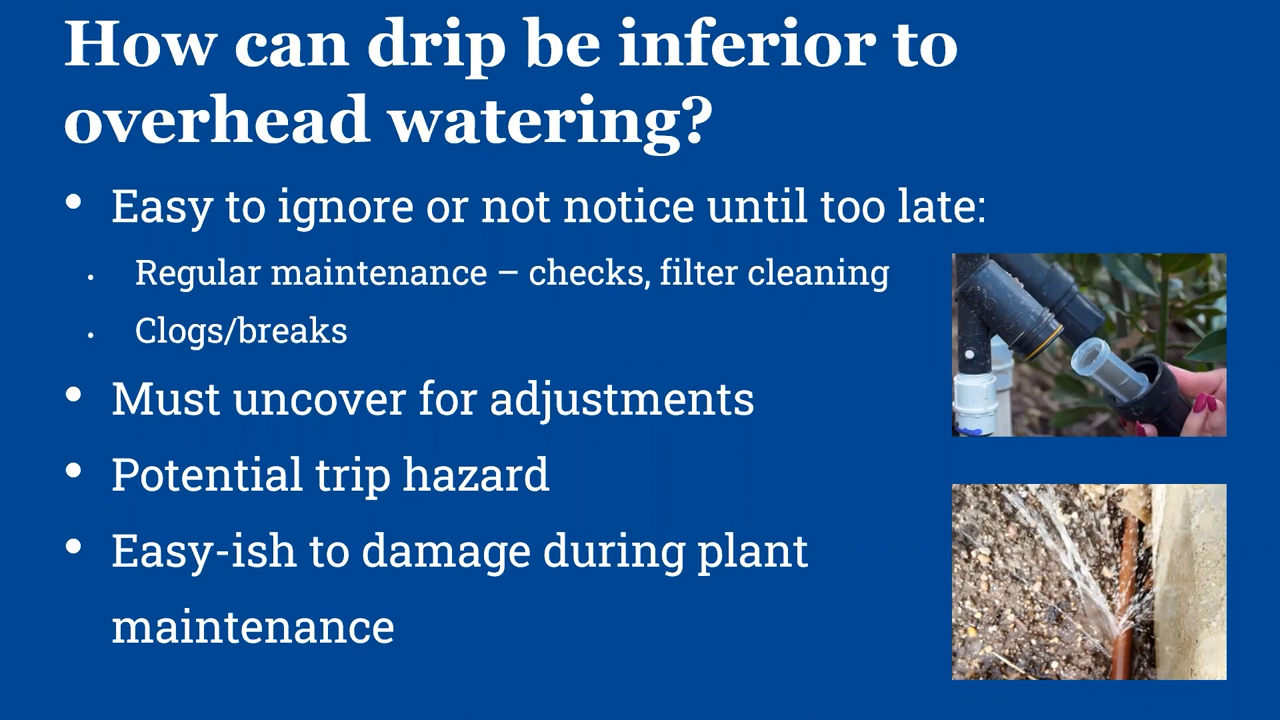 How can drip be inferior to
overhead watering?
• Easy to ignore or not notice until too late:
• Regular maintenance – checks, filter cleaning
• Clogs/breaks
• Must uncover for adjustments
• Potential trip hazard
• Easy-ish to damage during plant
maintenance